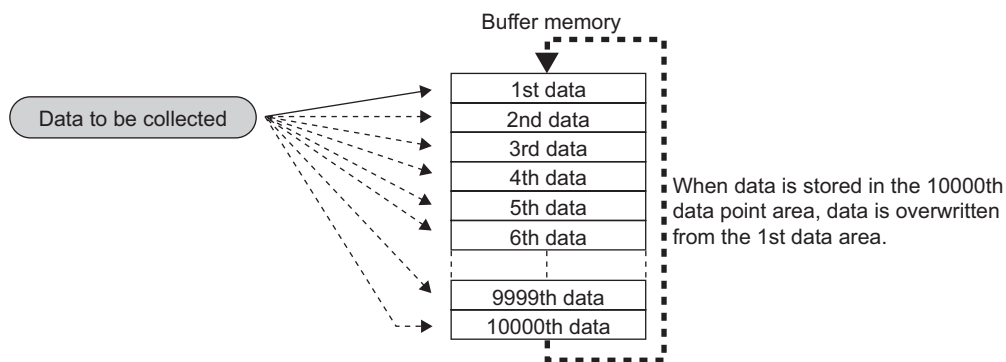 Buffer memory
Data to be collected
1st data
2nd data
3rd data
4th data
5th data
6th data
9999th data
10000th data
When data is stored in the 10000th
data point area, data is overwritten
from the 1st data area.